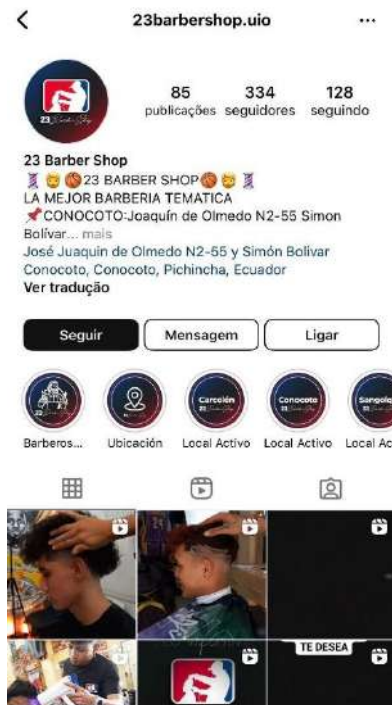 23barbershop.uio
85 334 128
publicações seguidores seguindo
23 Barber Shop
23 BARBER SHOP
LA MEJOR BARBERIA TEMATICA
CONOCOTO:Joaquín de Olmedo N2-55 Simon
Bolívar... mais
José Juaquin de Olmedo N2-55 y Simón Bolivar
Conocoto, Conocoto, Pichincha, Ecuador
Ver tradução
Seguir Mensagem Ligar
Carcelén Conocoto Sangolq
Barberos... Ubicación Local Activo Local Activo Local Ac
TE DESEA